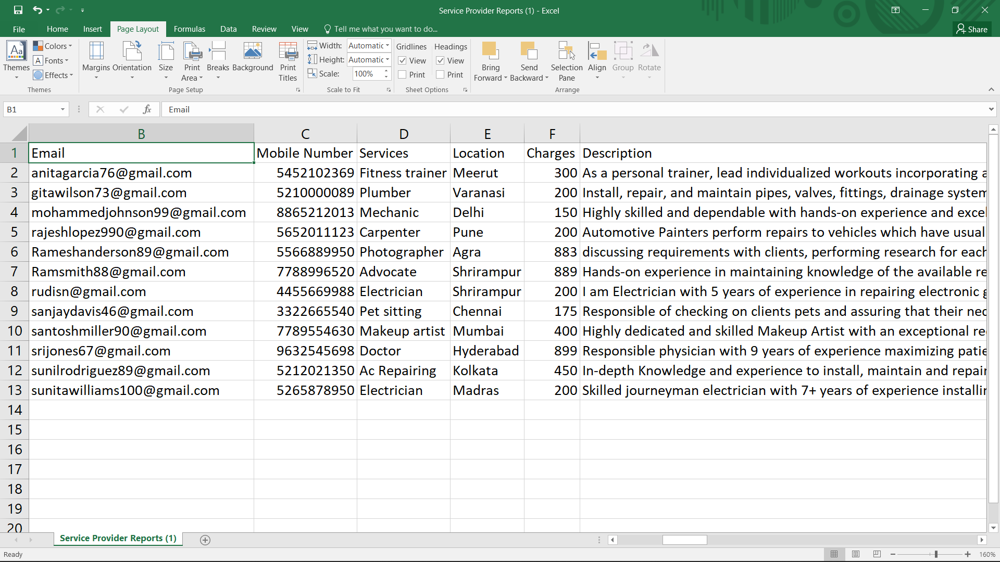 Service Provider Reports (1) - Excel
File Home Insert Page Layout Formulas Data Review View Tell me what you want to do... Share
Aa Colors Width: Automatic Gridlines Headings
A Fonts Height: Automatic View View
Themes Effects Margins Orientation Size Print Area Breaks Background Print Titles Scale: 100% Print Print Bring Forward Send Backward Selection Pane Align Group Rotate
Themes Page Setup Scale to Fit Sheet Options Arrange
B1 fx Email
B C D E F
1 Email Mobile Number Services Location Charges Description
2 anitagarcia76@gmail.com 5452102369 Fitness trainer Meerut 300 As a personal trainer, lead individualized workouts incorporating
3 gitawilson73@gmail.com 5210000089 Plumber Varanasi 200 Install, repair, and maintain pipes, valves, fittings, drainage system
4 mohammedjohnson99@gmail.com 8865212013 Mechanic Delhi 150 Highly skilled and dependable with hands-on experience and excel
5 rajeshlopez990@gmail.com 5652011123 Carpenter Pune 200 Automotive Painters perform repairs to vehicles which have usual
6 Rameshanderson89@gmail.com 5566889950 Photographer Agra 883 discussing requirements with clients, performing research for each
7 Ramsmith88@gmail.com 7788996520 Advocate Shrirampur 889 Hands-on experience in maintaining knowledge of the available re
8 rudisn@gmail.com 4455669988 Electrician Shrirampur 200 I am Electrician with 5 years of experience in repairing electronic
9 sanjaydavis46@gmail.com 3322665540 Pet sitting Chennai 175 Responsible of checking on clients pets and assuring that their nec
10 santoshmiller90@gmail.com 7789554630 Makeup artist Mumbai 400 Highly dedicated and skilled Makeup Artist with an exceptional re
11 srijones67@gmail.com 9632545698 Doctor Hyderabad 899 Responsible physician with 9 years of experience maximizing patie
12 sunilrodriguez89@gmail.com 5212021350 Ac Repairing Kolkata 450 In-depth Knowledge and experience to install, maintain and repair
13 sunitawilliams100@gmail.com 5265878950 Electrician Madras 200 Skilled journeyman electrician with 7+ years of experience installin
14
15
16
17
18
19
20
Service Provider Reports (1)
Ready 160%